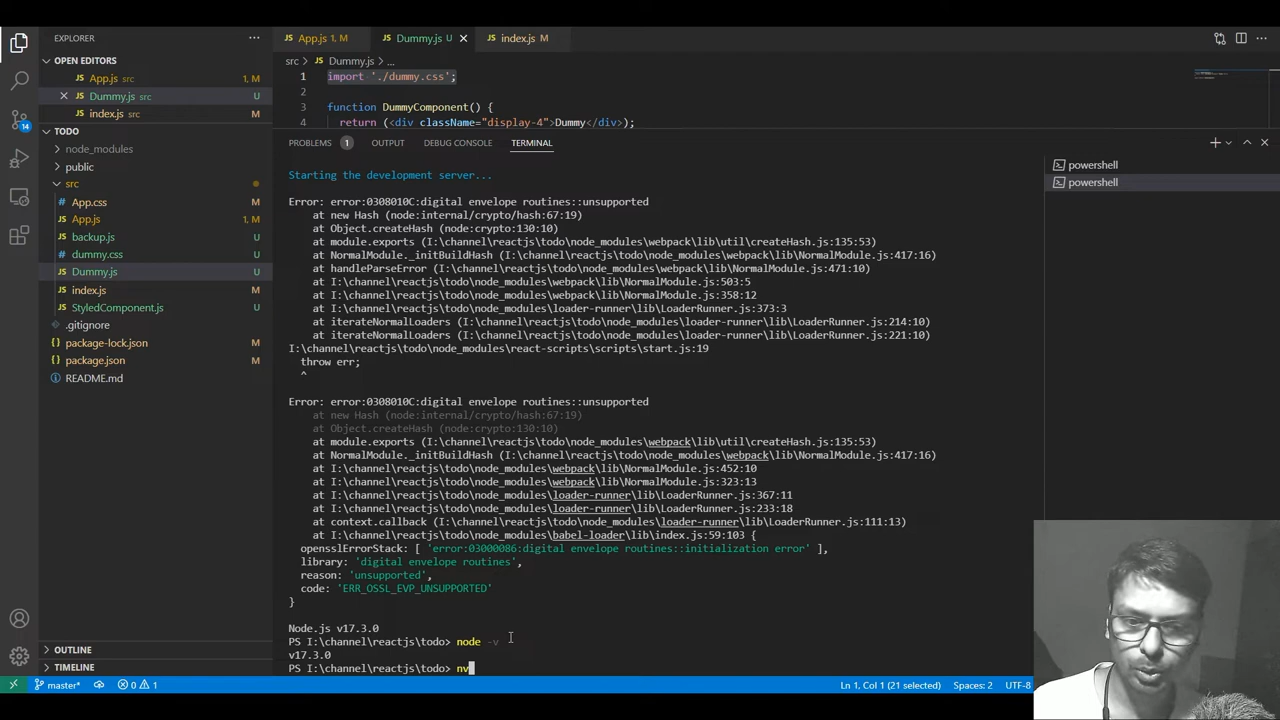 EXPLORER
OPEN EDITORS
App.js src 1, M
Dummy.js src U
index.js M
TODO
node_modules
public
src
App.css M
App.js 1, M
backup.js U
dummy.css U
Dummy.js U
index.js M
StyledComponent.js U
.gitignore
package-lock.json M
package.json M
README.md
OUTLINE
TIMELINE
14
App.js 1, M
Dummy.js U
index.js M
src > Dummy.js > ...
1 import './dummy.css';
2
3 function DummyComponent() {
4 return (<div className="display-4">Dummy</div>);
PROBLEMS 1 OUTPUT DEBUG CONSOLE TERMINAL
powershell
powershell
Starting the development server...
Error: error:0308010C:digital envelope routines::unsupported
at new Hash (node:internal/crypto/hash:67:19)
at Object.createHash (node:crypto:130:10)
at module.exports (I:\channel\reactjs\todo\node_modules\webpack\lib\util\createHash.js:135:53)
at NormalModule._initBuildHash (I:\channel\reactjs\todo\node_modules\webpack\lib\NormalModule.js:417:16)
at handleParseError (I:\channel\reactjs\todo\node_modules\webpack\lib\NormalModule.js:471:10)
at I:\channel\reactjs\todo\node_modules\webpack\lib\NormalModule.js:503:5
at I:\channel\reactjs\todo\node_modules\webpack\lib\NormalModule.js:358:12
at I:\channel\reactjs\todo\node_modules\loader-runner\lib\LoaderRunner.js:373:3
at iterateNormalLoaders (I:\channel\reactjs\todo\node_modules\loader-runner\lib\LoaderRunner.js:214:10)
at iterateNormalLoaders (I:\channel\reactjs\todo\node_modules\loader-runner\lib\LoaderRunner.js:221:10)
I:\channel\reactjs\todo\node_modules\react-scripts\scripts\start.js:19
throw err;
^
Error: error:0308010C:digital envelope routines::unsupported
at new Hash (node:internal/crypto/hash:67:19)
at Object.createHash (node:crypto:130:10)
at module.exports (I:\channel\reactjs\todo\node_modules\webpack\lib\util\createHash.js:135:53)
at NormalModule._initBuildHash (I:\channel\reactjs\todo\node_modules\webpack\lib\NormalModule.js:417:16)
at I:\channel\reactjs\todo\node_modules\webpack\lib\NormalModule.js:452:10
at I:\channel\reactjs\todo\node_modules\webpack\lib\NormalModule.js:323:13
at I:\channel\reactjs\todo\node_modules\loader-runner\lib\LoaderRunner.js:367:11
at I:\channel\reactjs\todo\node_modules\loader-runner\lib\LoaderRunner.js:233:18
at context.callback (I:\channel\reactjs\todo\node_modules\loader-runner\lib\LoaderRunner.js:111:13)
at I:\channel\reactjs\todo\node_modules\babel-loader\lib\index.js:59:103 {
opensslErrorStack: [ 'error:03000086:digital envelope routines::initialization error' ],
library: 'digital envelope routines',
reason: 'unsupported',
code: 'ERR_OSSL_EVP_UNSUPPORTED'
}
Node.js v17.3.0
PS I:\channel\reactjs\todo> node -v
v17.3.0
PS I:\channel\reactjs\todo> nv
master* 0 1 Ln 1, Col 1 (21 selected) Spaces: 2 UTF-8